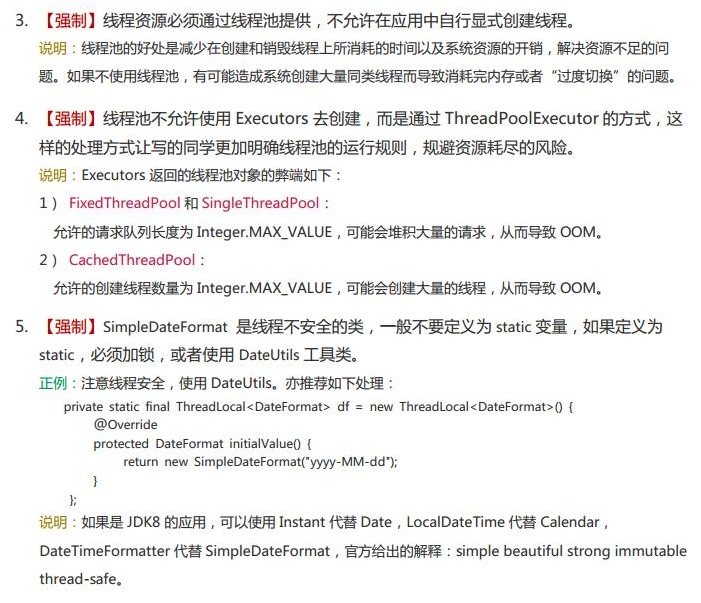 3. 【强制】线程资源必须通过线程池提供，不允许在应用中自行显式创建线程。
说明：线程池的好处是减少在创建和销毁线程上所消耗的时间以及系统资源的开销，解决资源不足的问
题。如果不使用线程池，有可能造成系统创建大量同类线程而导致消耗完内存或者“过度切换”的问题。
4. 【强制】线程池不允许使用 Executors 去创建，而是通过 ThreadPoolExecutor 的方式，这
样的处理方式让写的同学更加明确线程池的运行规则，规避资源耗尽的风险。
说明：Executors 返回的线程池对象的弊端如下：
1） FixedThreadPool 和 SingleThreadPool：
允许的请求队列长度为 Integer.MAX_VALUE，可能会堆积大量的请求，从而导致 OOM。
2） CachedThreadPool：
允许的创建线程数量为 Integer.MAX_VALUE，可能会创建大量的线程，从而导致 OOM。
5. 【强制】SimpleDateFormat 是线程不安全的类，一般不要定义为 static 变量，如果定义为
static，必须加锁，或者使用 DateUtils 工具类。
正例：注意线程安全，使用 DateUtils。亦推荐如下处理：
private static final ThreadLocal<DateFormat> df = new ThreadLocal<DateFormat>() {
@Override
protected DateFormat initialValue() {
return new SimpleDateFormat("yyyy-MM-dd");
}
};
说明：如果是 JDK8 的应用，可以使用 Instant 代替 Date，LocalDateTime 代替 Calendar，
DateTimeFormatter 代替 SimpleDateFormat，官方给出的解释：simple beautiful strong immutable
thread-safe。